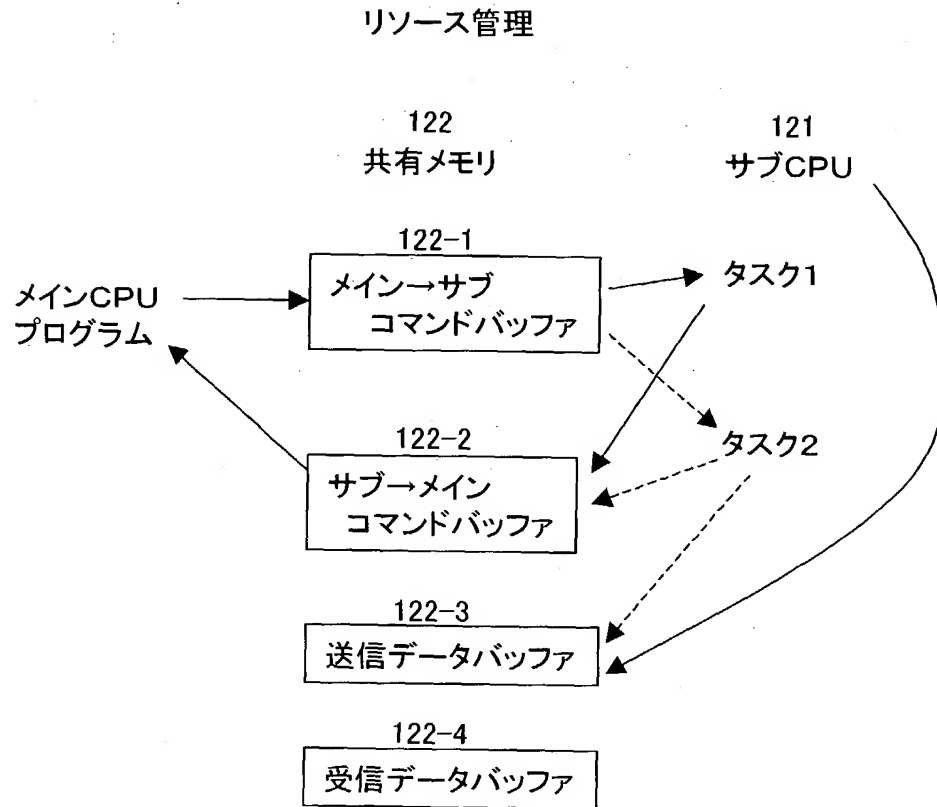 リソース管理
122
共有メモリ
121
サブCPU
122-1
メイン→サブ
コマンドバッファ
タスク1
メインCPU
プログラム
122-2
サブ→メイン
コマンドバッファ
タスク2
122-3
送信データバッファ
122-4
受信データバッファ